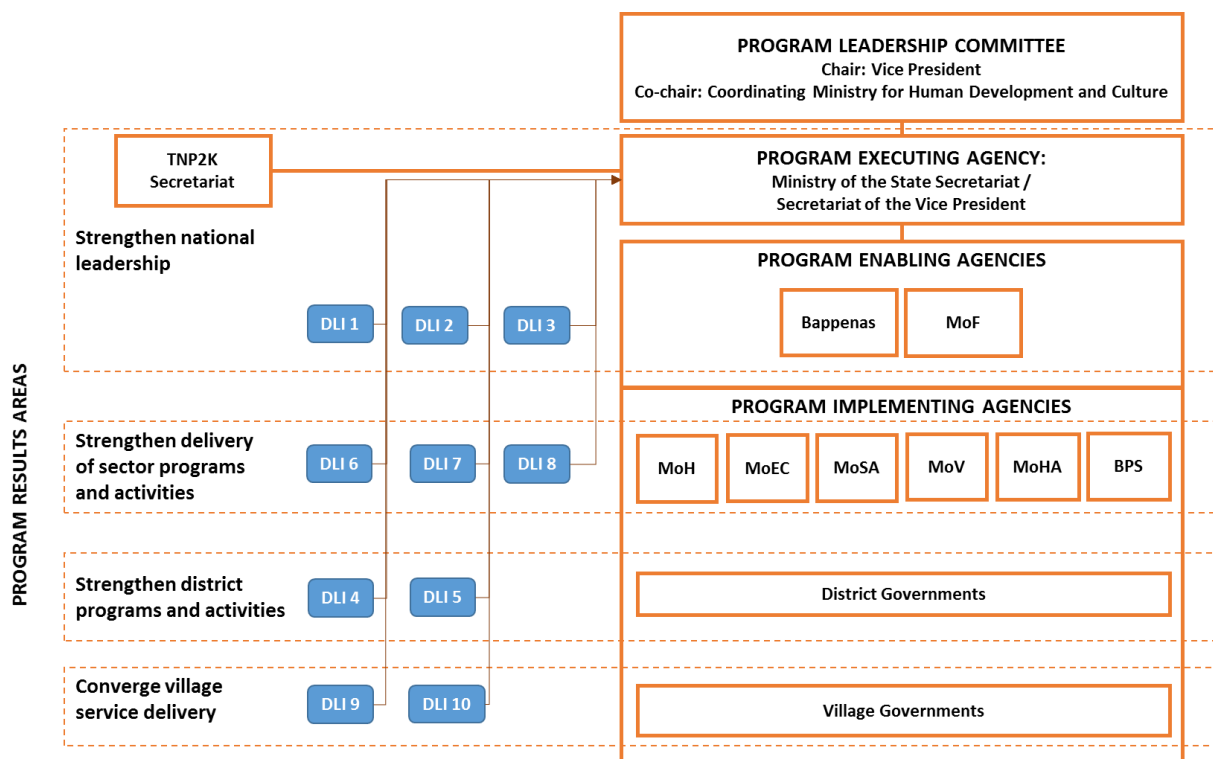 PROGRAM LEADERSHIP COMMITTEE
Chair: Vice President
Co-chair: Coordinating Ministry for Human Development and Culture
TNP2K
Secretariat
PROGRAM EXECUTING AGENCY:
Ministry of the State Secretariat /
Secretariat of the Vice President
Strengthen national
leadership
PROGRAM ENABLING AGENCIES
Bappenas
MoF
DLI 1
DLI 2
DLI 3
PROGRAM RESULTS AREAS
PROGRAM IMPLEMENTING AGENCIES
Strengthen delivery
of sector programs
and activities
DLI 6
DLI 7
DLI 8
MoH
MoEC
MoSA
MoV
MoHA
BPS
Strengthen district
programs and activities
DLI 4
DLI 5
District Governments
Converge village
service delivery
DLI 9
DLI 10
Village Governments